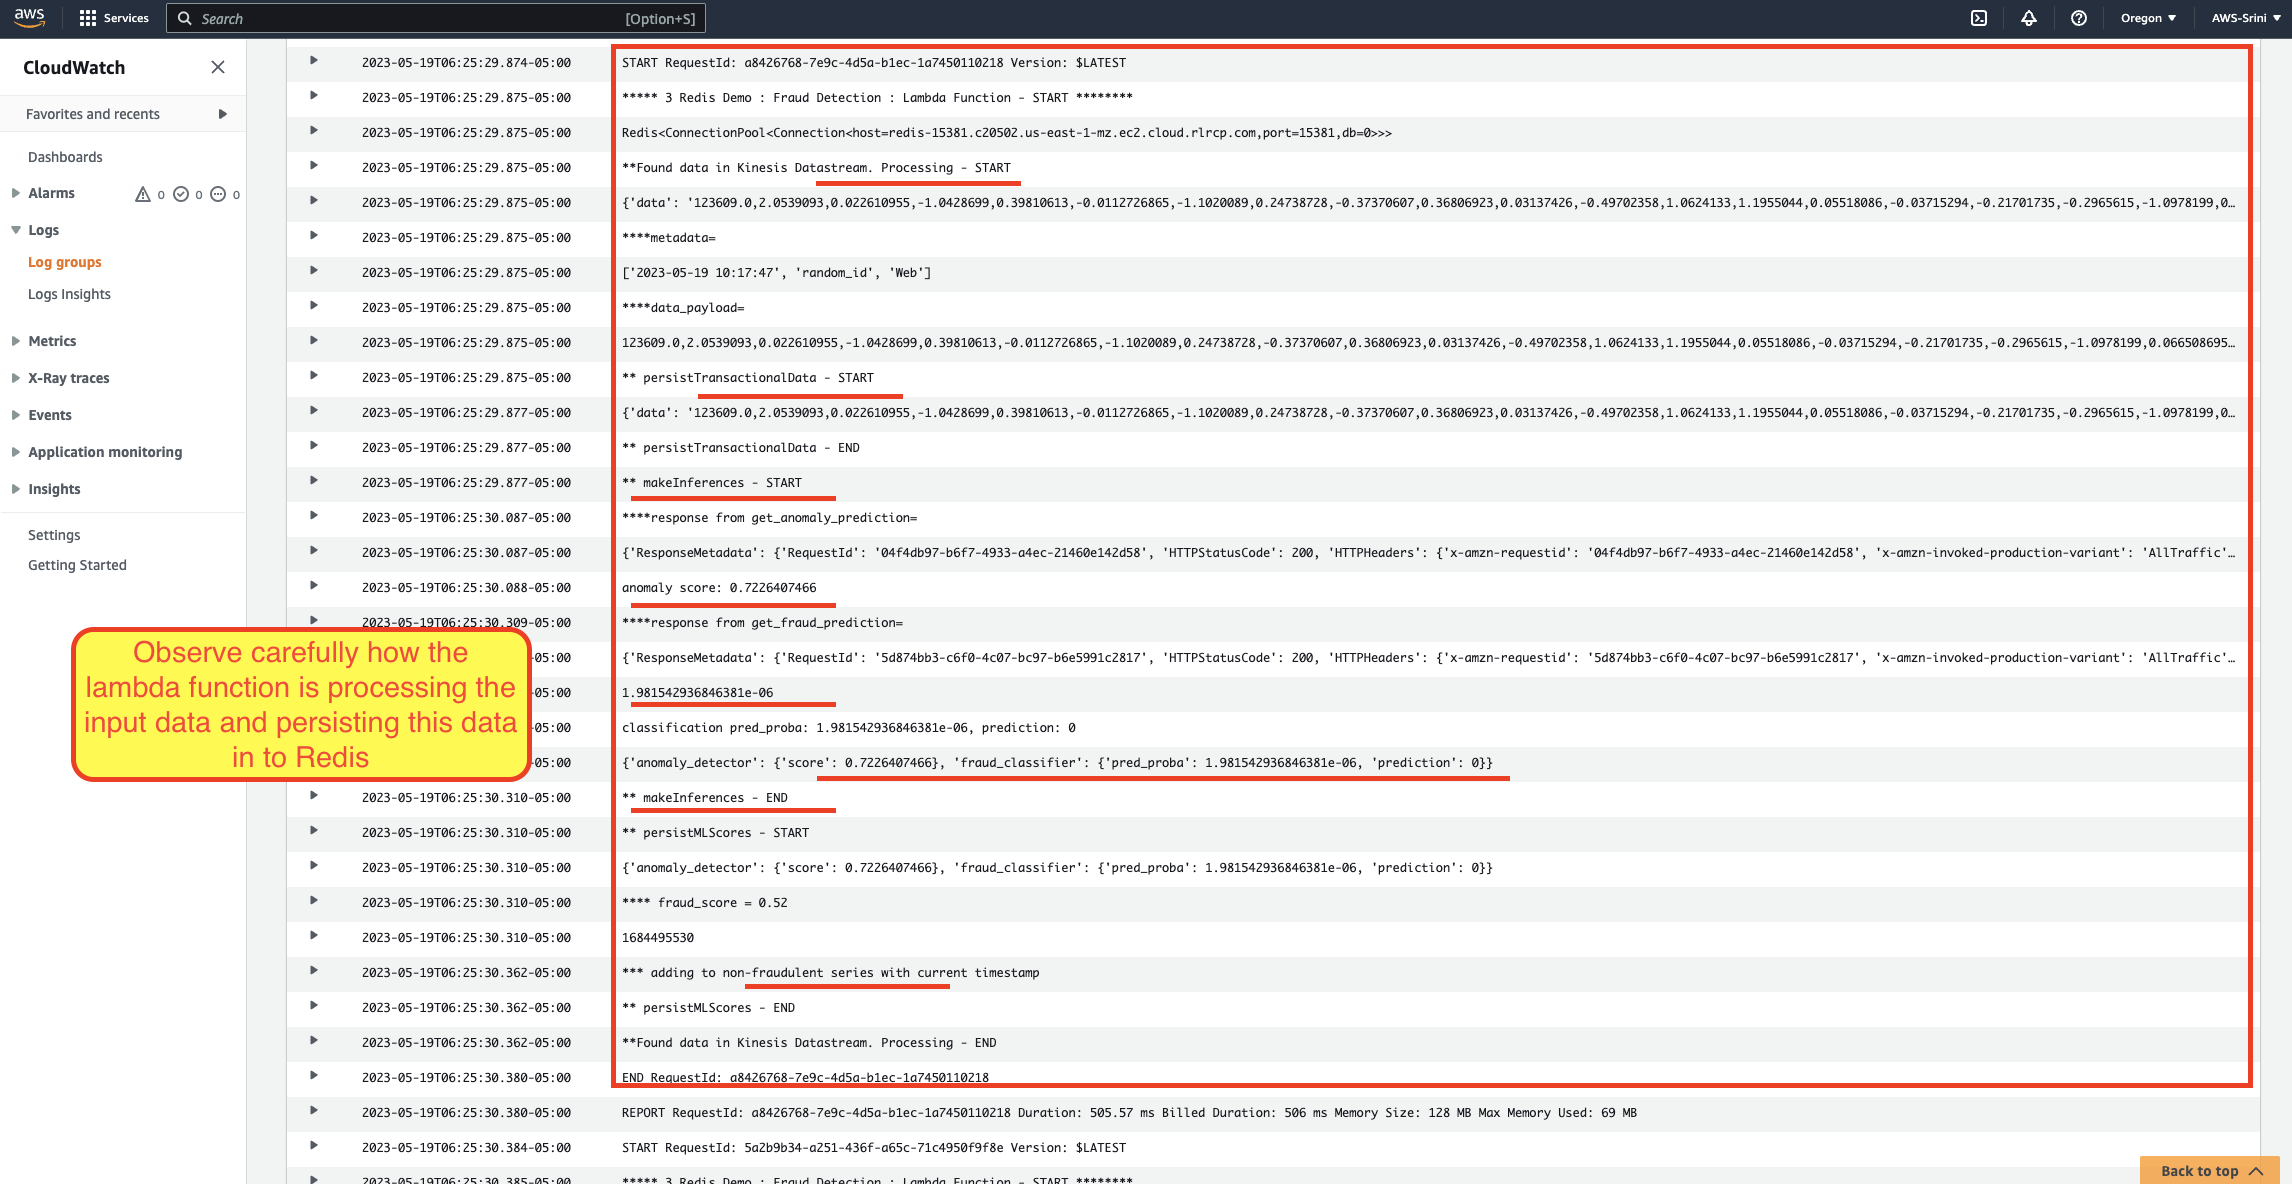 aws
Services
Search
[Option+S]
Oregon
AWS-Srini
CloudWatch
Favorites and recents
Dashboards
Alarms 0 0 0
Logs
Log groups
Logs Insights
Metrics
X-Ray traces
Events
Application monitoring
Insights
Settings
Getting Started
Observe carefully how the
lambda function is processing the
input data and persisting this data
in to Redis
2023-05-19T06:25:29.874-05:00 START RequestId: a8426768-7e9c-4d5a-b1ec-1a7450110218 Version: $LATEST
2023-05-19T06:25:29.875-05:00 ***** 3 Redis Demo : Fraud Detection : Lambda Function - START ********
2023-05-19T06:25:29.875-05:00 Redis<ConnectionPool<Connection<host=redis-15381.c20502.us-east-1-mz.ec2.cloud.rlrcp.com,port=15381,db=0>>>
2023-05-19T06:25:29.875-05:00 **Found data in Kinesis Datastream. Processing - START
2023-05-19T06:25:29.875-05:00 {'data': '123609.0,2.0539093,0.022610955,-1.0428699,0.39810613,-0.0112726865,-1.1020089,0.24738728,-0.37370607,0.36806923,0.03137426,-0.49702358,1.0624133,1.1955044,0.05518086,-0.03715294,-0.21701735,-0.2965615,-1.0978199,0…
2023-05-19T06:25:29.875-05:00 ****metadata=
2023-05-19T06:25:29.875-05:00 ['2023-05-19 10:17:47', 'random_id', 'Web']
2023-05-19T06:25:29.875-05:00 ****data_payload=
2023-05-19T06:25:29.875-05:00 123609.0,2.0539093,0.022610955,-1.0428699,0.39810613,-0.0112726865,-1.1020089,0.24738728,-0.37370607,0.36806923,0.03137426,-0.49702358,1.0624133,1.1955044,0.05518086,-0.03715294,-0.21701735,-0.2965615,-1.0978199,0.066508695…
2023-05-19T06:25:29.875-05:00 ** persistTransactionalData - START
2023-05-19T06:25:29.877-05:00 {'data': '123609.0,2.0539093,0.022610955,-1.0428699,0.39810613,-0.0112726865,-1.1020089,0.24738728,-0.37370607,0.36806923,0.03137426,-0.49702358,1.0624133,1.1955044,0.05518086,-0.03715294,-0.21701735,-0.2965615,-1.0978199,0…
2023-05-19T06:25:29.877-05:00 ** persistTransactionalData - END
2023-05-19T06:25:29.877-05:00 ** makeInferences - START
2023-05-19T06:25:30.087-05:00 ****response from get_anomaly_prediction=
2023-05-19T06:25:30.087-05:00 {'ResponseMetadata': {'RequestId': '04f4db97-b6f7-4933-a4ec-21460e142d58', 'HTTPStatusCode': 200, 'HTTPHeaders': {'x-amzn-requestid': '04f4db97-b6f7-4933-a4ec-21460e142d58', 'x-amzn-invoked-production-variant': 'AllTraffic'…
2023-05-19T06:25:30.088-05:00 anomaly score: 0.7226407466
2023-05-19T06:25:30.309-05:00 ****response from get_fraud_prediction=
-05:00 {'ResponseMetadata': {'RequestId': '5d874bb3-c6f0-4c07-bc97-b6e5991c2817', 'HTTPStatusCode': 200, 'HTTPHeaders': {'x-amzn-requestid': '5d874bb3-c6f0-4c07-bc97-b6e5991c2817', 'x-amzn-invoked-production-variant': 'AllTraffic'…
-05:00 1.981542936846381e-06
-05:00 classification pred_proba: 1.981542936846381e-06, prediction: 0
-05:00 {'anomaly_detector': {'score': 0.7226407466}, 'fraud_classifier': {'pred_proba': 1.981542936846381e-06, 'prediction': 0}}
2023-05-19T06:25:30.310-05:00 ** makeInferences - END
2023-05-19T06:25:30.310-05:00 ** persistMLScores - START
2023-05-19T06:25:30.310-05:00 {'anomaly_detector': {'score': 0.7226407466}, 'fraud_classifier': {'pred_proba': 1.981542936846381e-06, 'prediction': 0}}
2023-05-19T06:25:30.310-05:00 **** fraud_score = 0.52
2023-05-19T06:25:30.310-05:00 1684495530
2023-05-19T06:25:30.362-05:00 *** adding to non-fraudulent series with current timestamp
2023-05-19T06:25:30.362-05:00 ** persistMLScores - END
2023-05-19T06:25:30.362-05:00 **Found data in Kinesis Datastream. Processing - END
2023-05-19T06:25:30.380-05:00 END RequestId: a8426768-7e9c-4d5a-b1ec-1a7450110218
2023-05-19T06:25:30.380-05:00 REPORT RequestId: a8426768-7e9c-4d5a-b1ec-1a7450110218 Duration: 505.57 ms Billed Duration: 506 ms Memory Size: 128 MB Max Memory Used: 69 MB
2023-05-19T06:25:30.384-05:00 START RequestId: 5a2b9b34-a251-436f-a65c-71c4950f9f8e Version: $LATEST
2023-05-19T06:25:30.385-05:00 ***** 3 Redis Demo : Fraud Detection : Lambda Function - START ********
Back to top